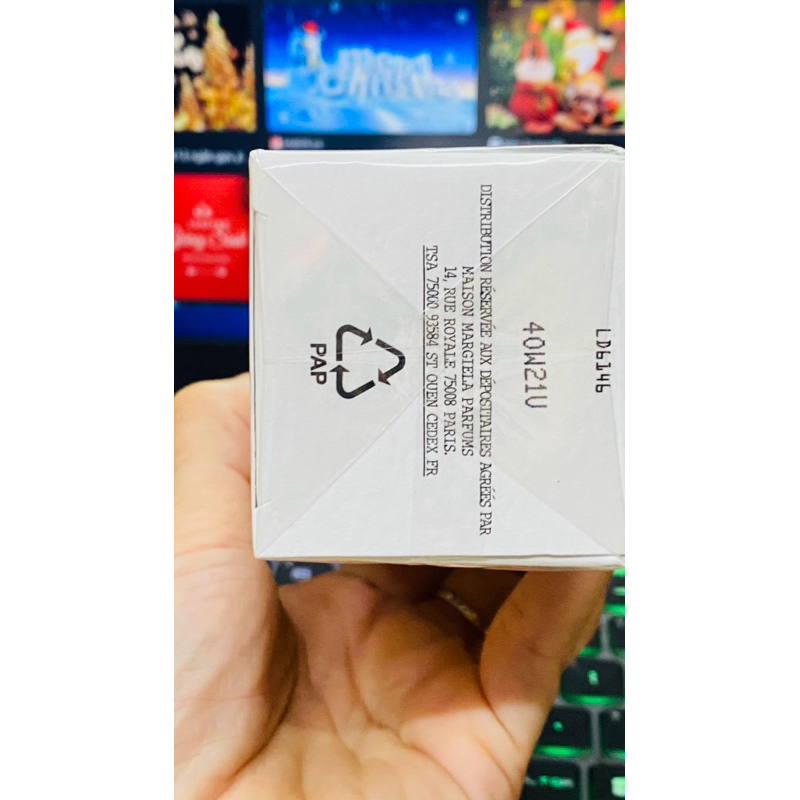 LD6146
40W21U
DISTRIBUTION RÉSERVÉE AUX DÉPOSITAIRES AGRÉÉS PAR
MAISON MARGIELA PARFUMS
14, RUE ROYALE 75008 PARIS.
TSA 75000 93584 ST OUEN CEDEX FR
PAP